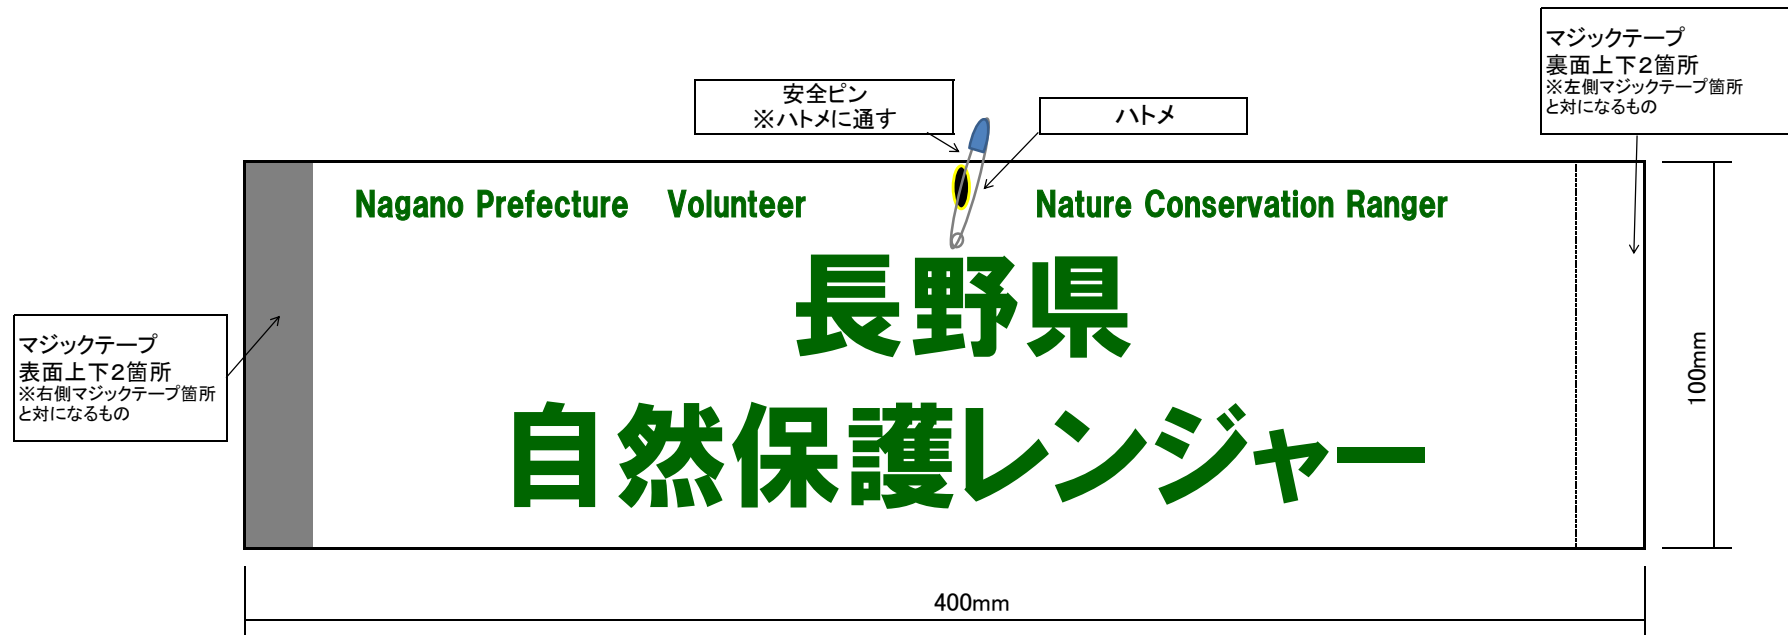 マジックテープ
裏面上下2箇所
※左側マジックテープ箇所
と対になるもの
安全ピン
※ハトメに通す
ハトメ
Nagano Prefecture Volunteer Nature Conservation Ranger
長野県
自然保護レンジャー
マジックテープ
表面上下2箇所
※右側マジックテープ箇所
と対になるもの
100mm
400mm